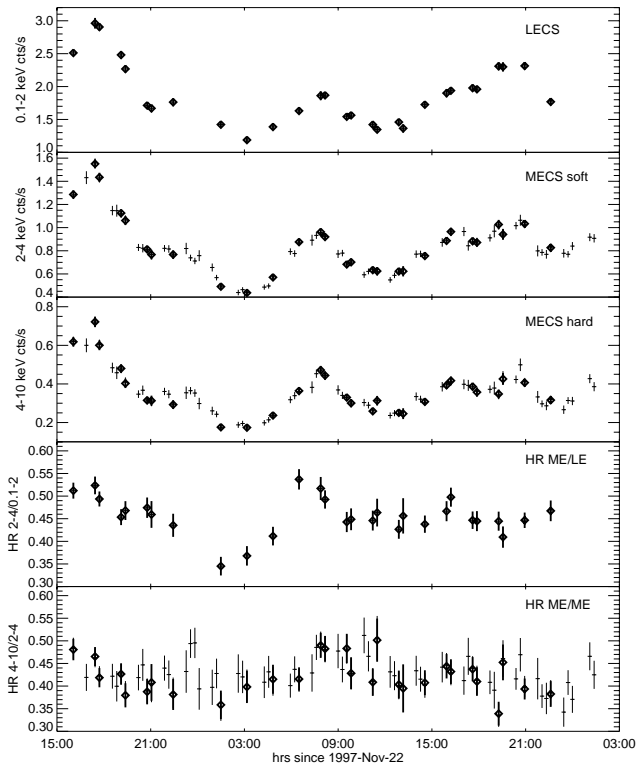 LECS
3.0
2.5
2.0
1.5
1.0
0.1-2 keV cts/s
MECS soft
1.6
1.4
1.2
1.0
0.8
0.6
0.4
2-4 keV cts/s
MECS hard
0.8
0.6
0.4
0.2
4-10 keV cts/s
HR ME/LE
0.60
0.55
0.50
0.45
0.40
0.35
0.30
HR 2-4/0.1-2
HR ME/ME
0.60
0.55
0.50
0.45
0.40
0.35
0.30
HR 4-10/2-4
15:00 21:00 03:00 09:00 15:00 21:00 03:00
hrs since 1997-Nov-22